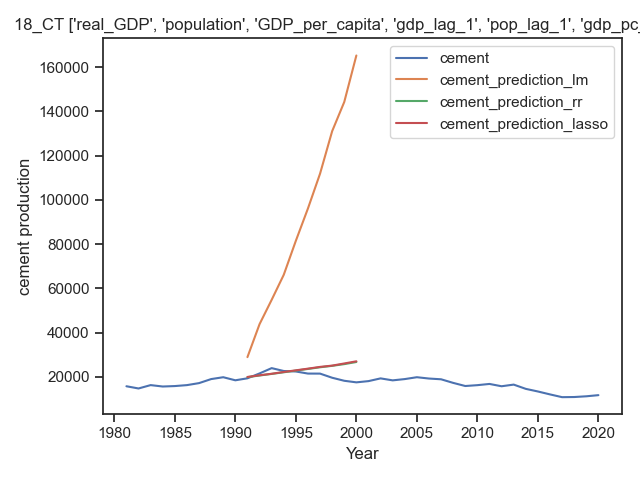 18_CT ['real_GDP', 'population', 'GDP_per_capita', 'gdp_lag_1', 'pop_lag_1', 'gdp_pc_
cement
cement_prediction_lm
cement_prediction_rr
cement_prediction_lasso
160000
140000
120000
100000
80000
60000
40000
20000
cement production
1980
1985
1990
1995
2000
2005
2010
2015
2020
Year